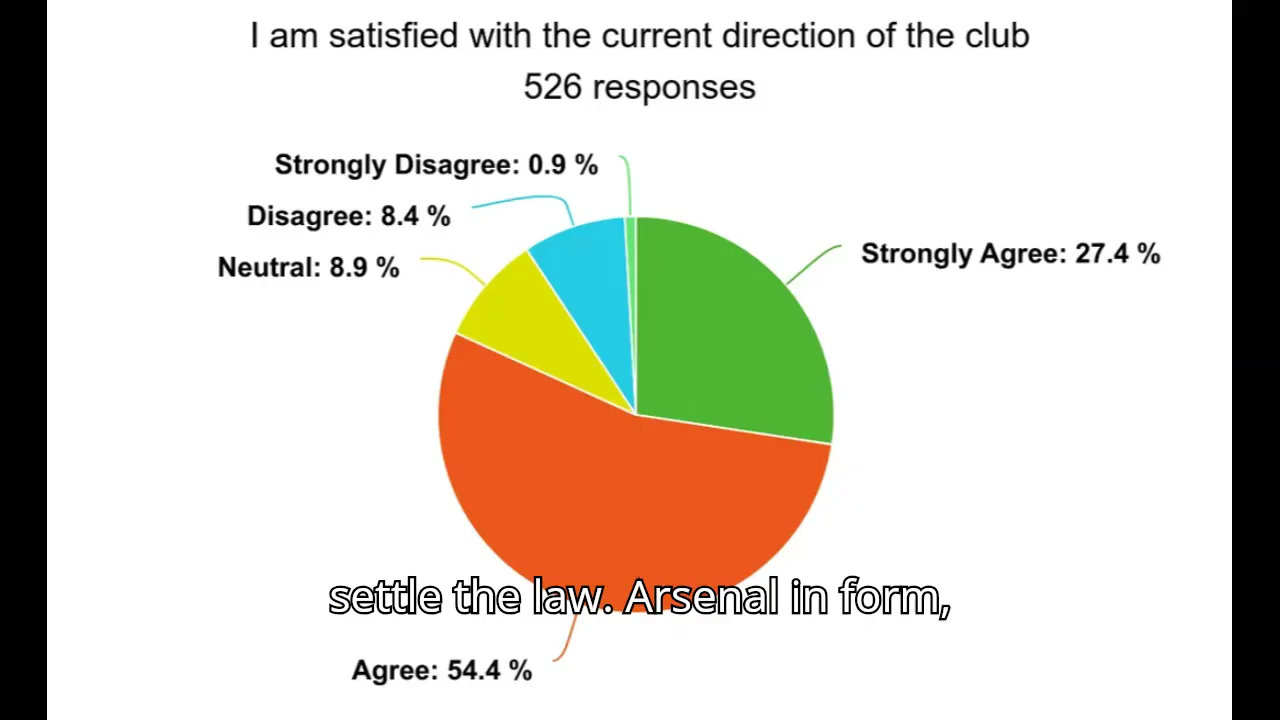 I am satisfied with the current direction of the club
526 responses
Strongly Disagree: 0.9 %
Disagree: 8.4 %
Neutral: 8.9 %
Strongly Agree: 27.4 %
settle the law. Arsenal in form,
Agree: 54.4 %